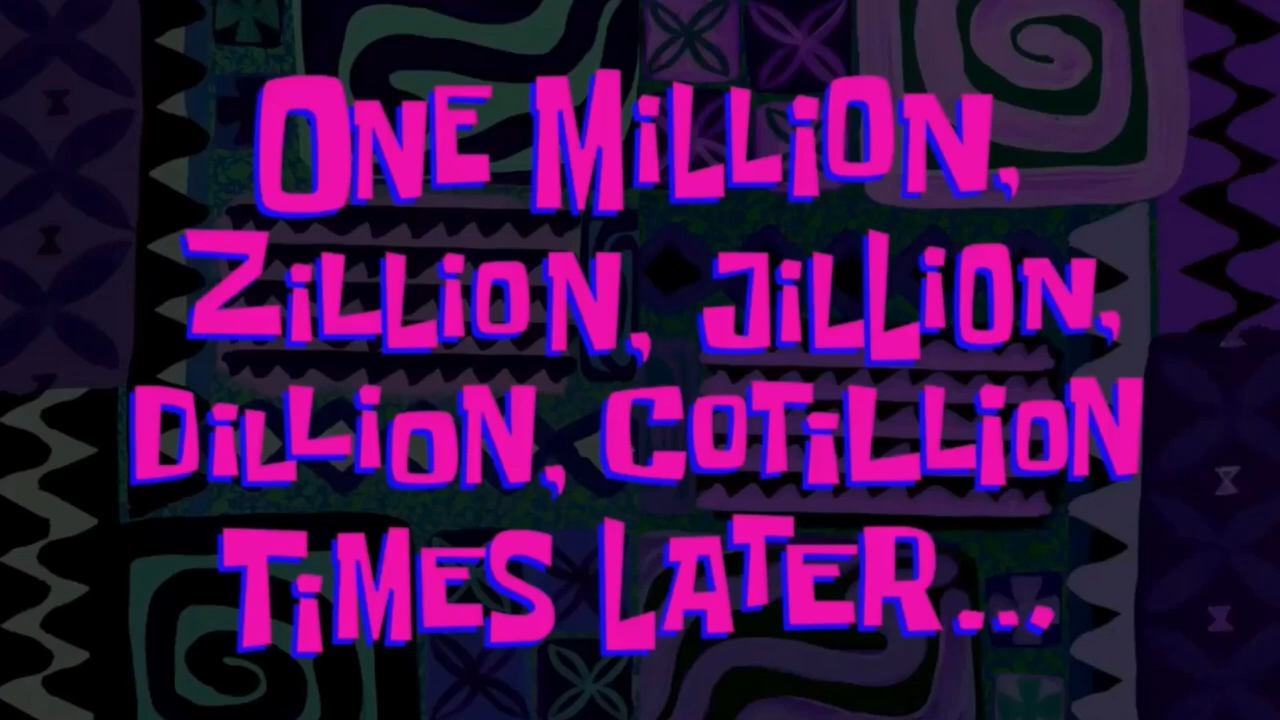 One Million,
Zillion, Jillion,
Dillion, Cotillion
Times Later...